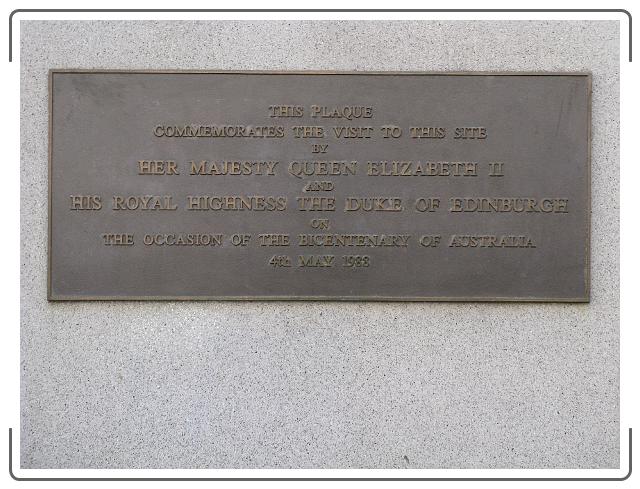 THIS PLAQUE
COMMEMORATES THE VISIT TO THIS SITE
BY
HER MAJESTY QUEEN ELIZABETH II
AND
HIS ROYAL HIGHNESS THE DUKE OF EDINBURGH
ON
THE OCCASION OF THE BICENTENARY OF AUSTRALIA
4th MAY 1988